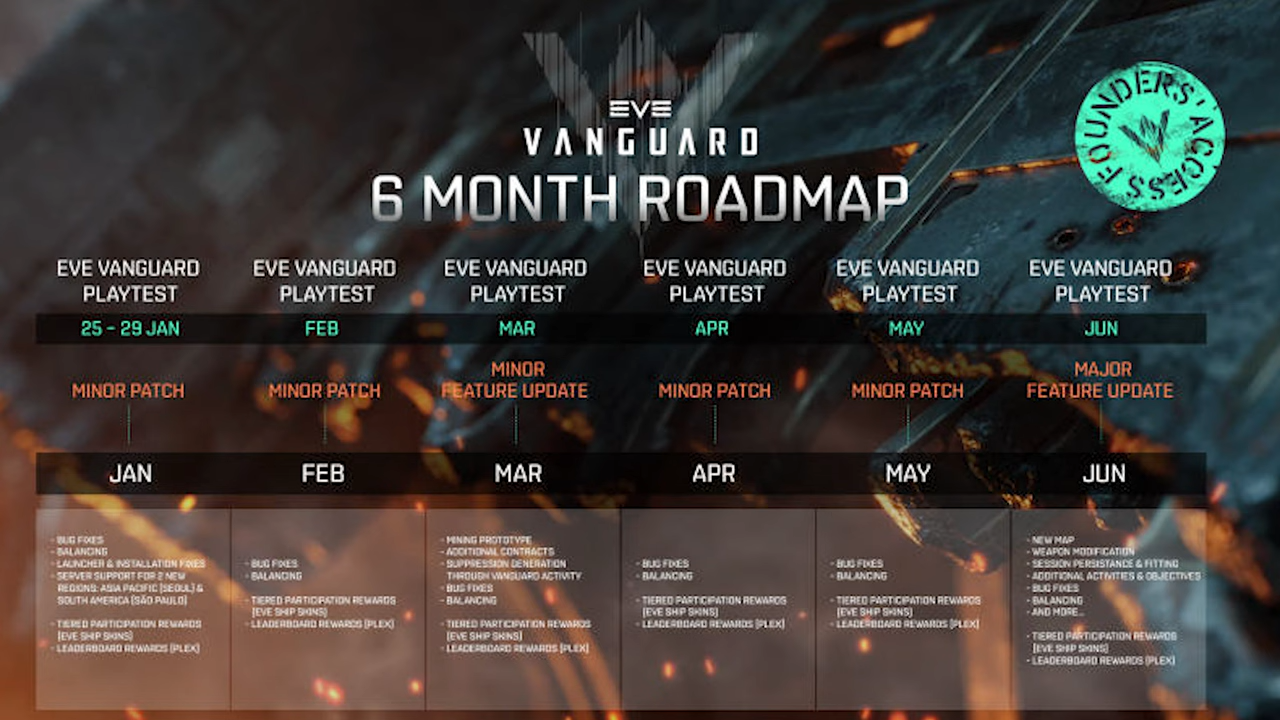 EVE
VANGUARD
6 MONTH ROADMAP
FOUNDERS' ACCESS
EVE VANGUARD
PLAYTEST
25 - 29 JAN
MINOR PATCH
JAN
- BUG FIXES
- BALANCING
- LAUNCHER & INSTALLATION FIXES
- SERVER SUPPORT FOR 2 NEW
REGIONS: ASIA PACIFIC (SEOUL) &
SOUTH AMERICA (SÃO PAULO)
- TIERED PARTICIPATION REWARDS
(EVE SHIP SKINS)
- LEADERBOARD REWARDS (PLEX)
EVE VANGUARD
PLAYTEST
FEB
MINOR PATCH
FEB
- BUG FIXES
- BALANCING
- TIERED PARTICIPATION REWARDS
(EVE SHIP SKINS)
- LEADERBOARD REWARDS (PLEX)
EVE VANGUARD
PLAYTEST
MAR
MINOR
FEATURE UPDATE
MAR
- MINING PROTOTYPE
- ADDITIONAL CONTRACTS
- SUPPRESSION GENERATION
THROUGH VANGUARD ACTIVITY
- BUG FIXES
- BALANCING
- TIERED PARTICIPATION REWARDS
(EVE SHIP SKINS)
- LEADERBOARD REWARDS (PLEX)
EVE VANGUARD
PLAYTEST
APR
MINOR PATCH
APR
- BUG FIXES
- BALANCING
- TIERED PARTICIPATION REWARDS
(EVE SHIP SKINS)
- LEADERBOARD REWARDS (PLEX)
EVE VANGUARD
PLAYTEST
MAY
MINOR PATCH
MAY
- BUG FIXES
- BALANCING
- TIERED PARTICIPATION REWARDS
(EVE SHIP SKINS)
- LEADERBOARD REWARDS (PLEX)
EVE VANGUARD
PLAYTEST
JUN
MAJOR
FEATURE UPDATE
JUN
- NEW MAP
- WEAPON MODIFICATION
- SESSION PERSISTANCE & FITTING
- ADDITIONAL ACTIVITIES & OBJECTIVES
- BUG FIXES
- BALANCING
- AND MORE...
- TIERED PARTICIPATION REWARDS
(EVE SHIP SKINS)
- LEADERBOARD REWARDS (PLEX)